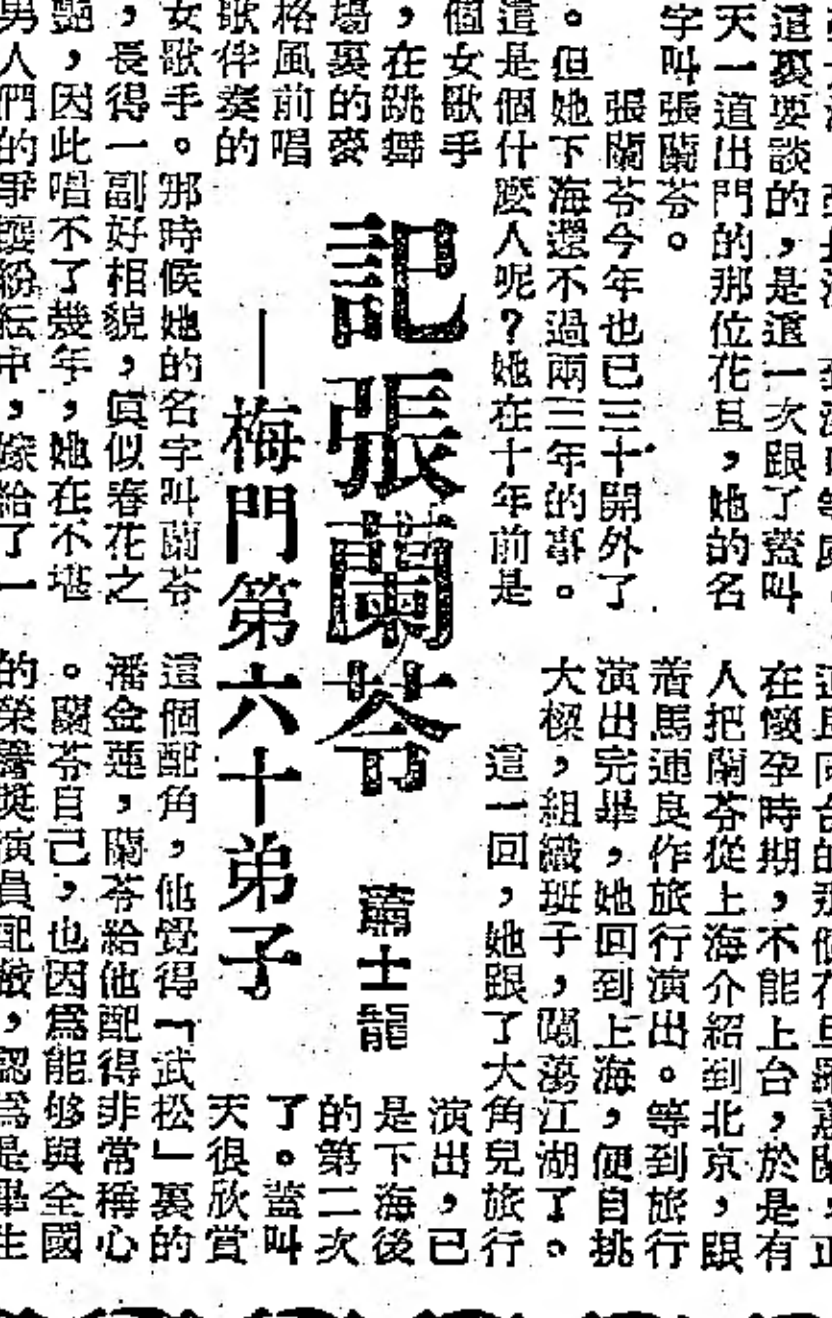 記張蘭苓
—梅門第六十弟子
蕭士龍
這裏要談的，是這一次跟了蓋叫
天一道出門的那位花旦，她的名
字叫張蘭苓。
張蘭苓今年也已三十開外了
。但她下海還不過兩三年的事。
這是個什麼人呢？她在十年前是
個女歌手
，在跳舞
場裏的麥
格風前唱
歌伴奏的
女歌手。那時候她的名字叫蘭苓
，長得一副好相貌，眞似春花之
艷，因此唱不了幾年，她在不堪
男人們的爭讓紛紜中，嫁給了一
在懷孕時期，不能上台，於是有
人把蘭苓從上海介紹到北京，跟
着馬連良作旅行演出。等到旅行
演出完畢，她回到上海，便自挑
大樑，組織班子，闖蕩江湖了。
這一回，她跟了大角兒旅行
演出，已
是下海後
的第二次
了。蓋叫
天很欣賞
這個配角，他覺得「武松」裏的
潘金蓮，蘭苓給他配得非常稱心
。蘭苓自己，也因爲能够與全國
的榮譽獎演員配戲，認爲是畢生